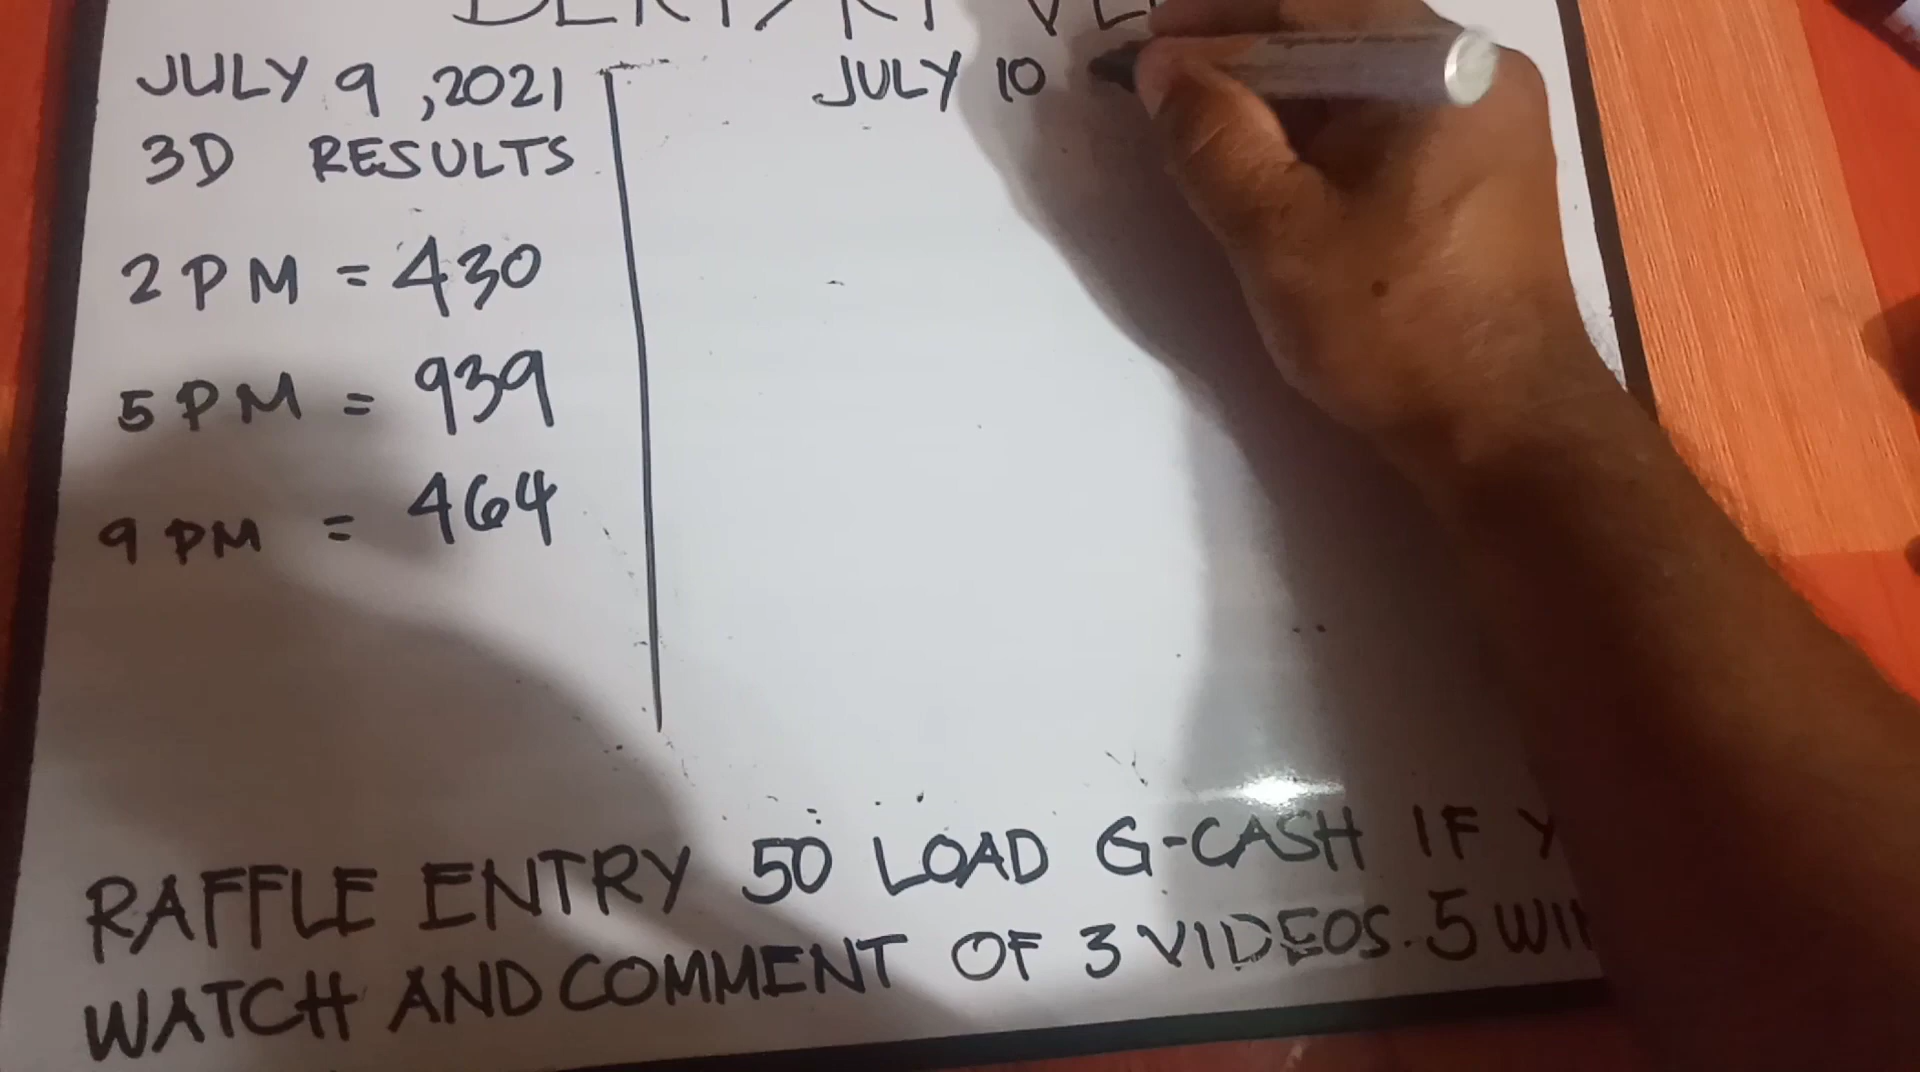 JULY 9, 2021
3D RESULTS
2 PM = 430
5 PM = 939
9 PM = 464
JULY 10
RAFFLE ENTRY 50 LOAD G-CASH IF
WATCH AND COMMENT OF 3 VIDEOS. 5